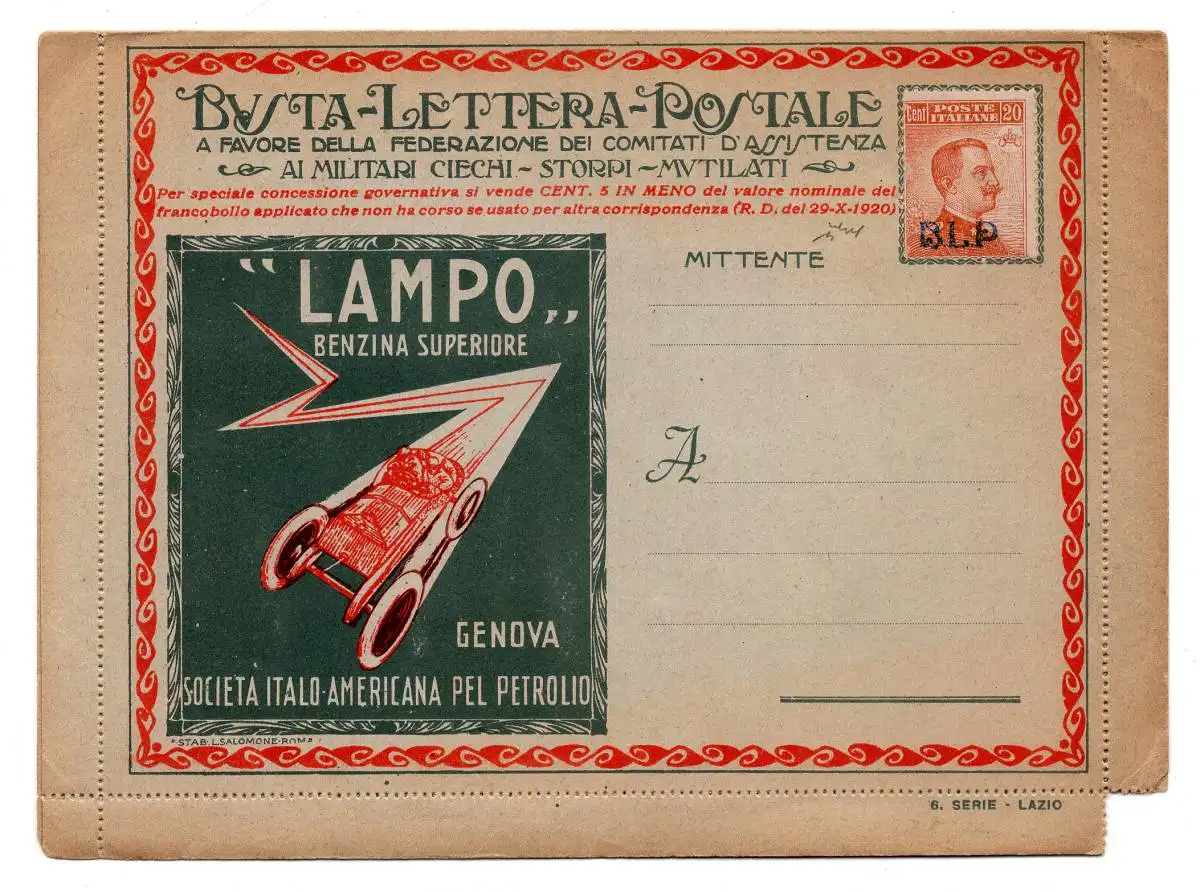 BVSTA-LETTERA-POSTALE
A FAVORE DELLA FEDERAZIONE DEI COMITATI D'ASSISTENZA
AI MILITARI CIECHI - STORPI - MVTILATI
Per speciale concessione governativa si vende CENT. 5 IN MENO del valore nominale del
francobollo applicato che non ha corso se usato per altra corrispondenza (R. D. del 29-X-1920)
Cent POSTE ITALIANE 20
B.L.P
MITTENTE
A
" LAMPO "
BENZINA SUPERIORE
GENOVA
SOCIETÀ ITALO-AMERICANA PEL PETROLIO
STAB. L. SALOMONE-ROMA
6. SERIE - LAZIO